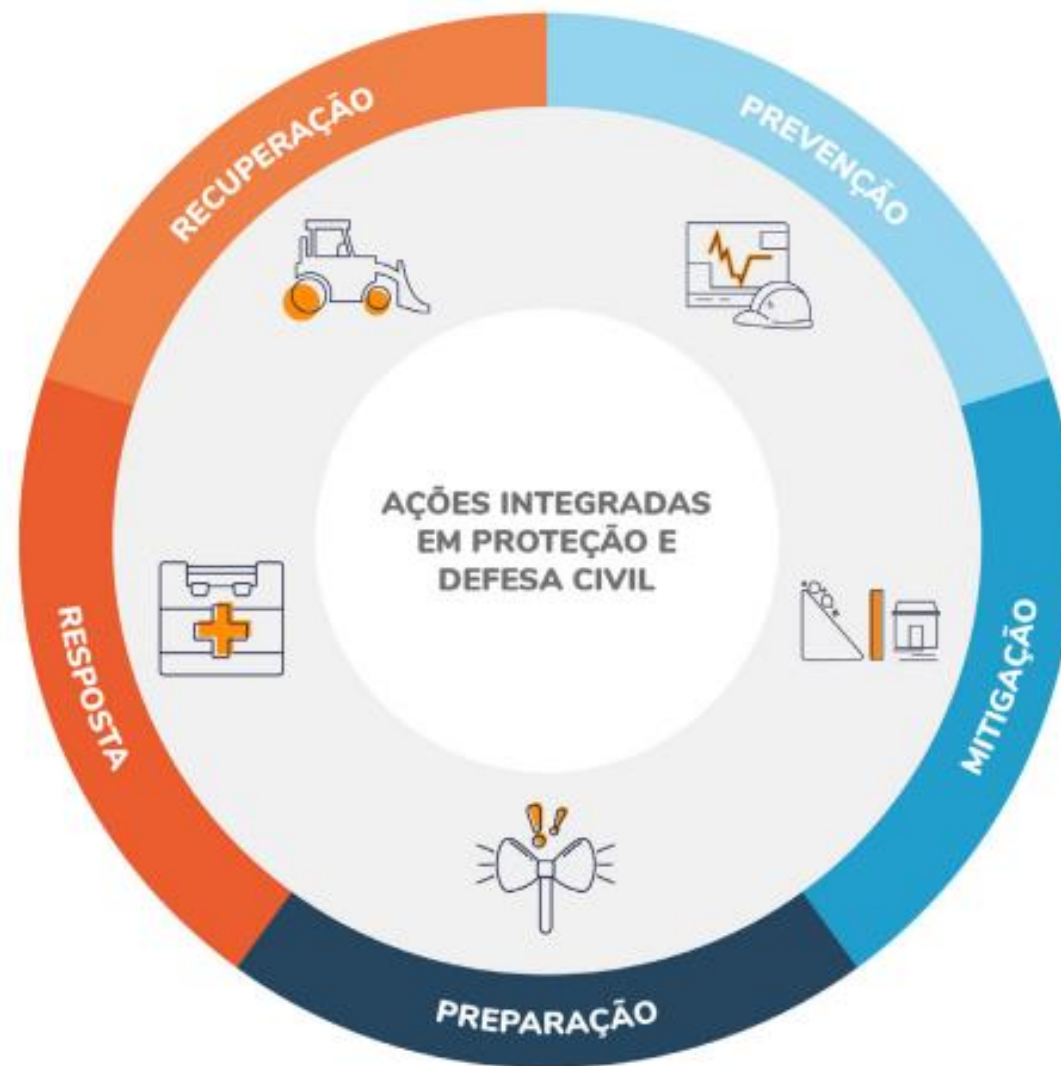 RECUPERAÇÃO
PREVENÇÃO
AÇÕES INTEGRADAS
EM PROTEÇÃO E
DEFESA CIVIL
RESPOSTA
MITIGAÇÃO
PREPARAÇÃO